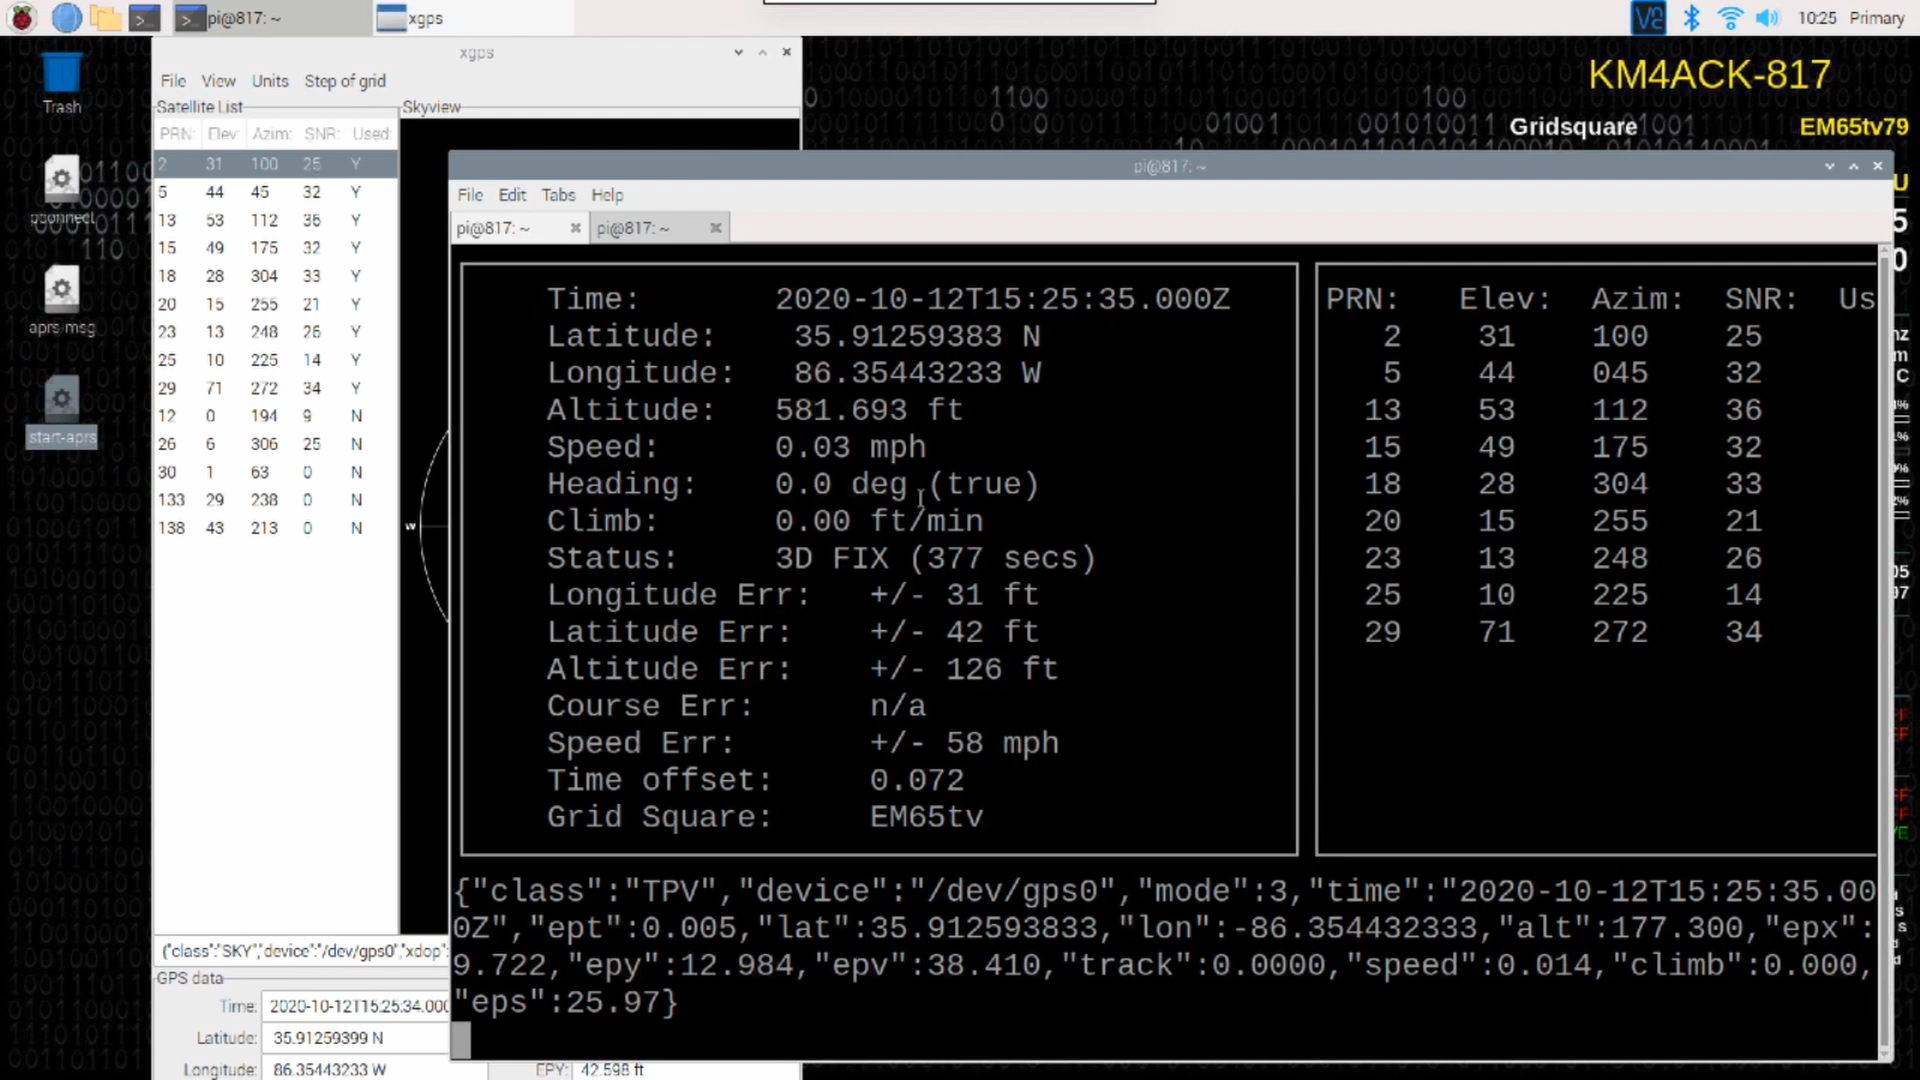 pi@817: ~
xgps
10:25 Primary
Trash
pqconnect
aprs-msg
start-aprs
xgps
File View Units Step of grid
Satellite List
Skyview
PRN: Elev: Azim: SNR: Used:
2 31 100 25 Y
5 44 45 32 Y
13 53 112 36 Y
15 49 175 32 Y
18 28 304 33 Y
20 15 255 21 Y
23 13 248 26 Y
25 10 225 14 Y
29 71 272 34 Y
12 0 194 9 N
26 6 306 25 N
30 1 63 0 N
133 29 238 0 N
138 43 213 0 N
W
{"class":"SKY","device":"/dev/gps0","xdop":
GPS data
Time: 2020-10-12T15:25:34.000
Latitude: 35.91259399 N
Longitude: 86.35443233 W
EPY: 42.598 ft
KM4ACK-817
Gridsquare EM65tv79
pi@817: ~
File Edit Tabs Help
pi@817: ~
pi@817: ~
Time: 2020-10-12T15:25:35.000Z
Latitude: 35.91259383 N
Longitude: 86.35443233 W
Altitude: 581.693 ft
Speed: 0.03 mph
Heading: 0.0 deg (true)
Climb: 0.00 ft/min
Status: 3D FIX (377 secs)
Longitude Err: +/- 31 ft
Latitude Err: +/- 42 ft
Altitude Err: +/- 126 ft
Course Err: n/a
Speed Err: +/- 58 mph
Time offset: 0.072
Grid Square: EM65tv
PRN: Elev: Azim: SNR: Us
2 31 100 25
5 44 045 32
13 53 112 36
15 49 175 32
18 28 304 33
20 15 255 21
23 13 248 26
25 10 225 14
29 71 272 34
{"class":"TPV","device":"/dev/gps0","mode":3,"time":"2020-10-12T15:25:35.00
0Z","ept":0.005,"lat":35.912593833,"lon":-86.354432333,"alt":177.300,"epx":
9.722,"epy":12.984,"epv":38.410,"track":0.0000,"speed":0.014,"climb":0.000,
"eps":25.97}